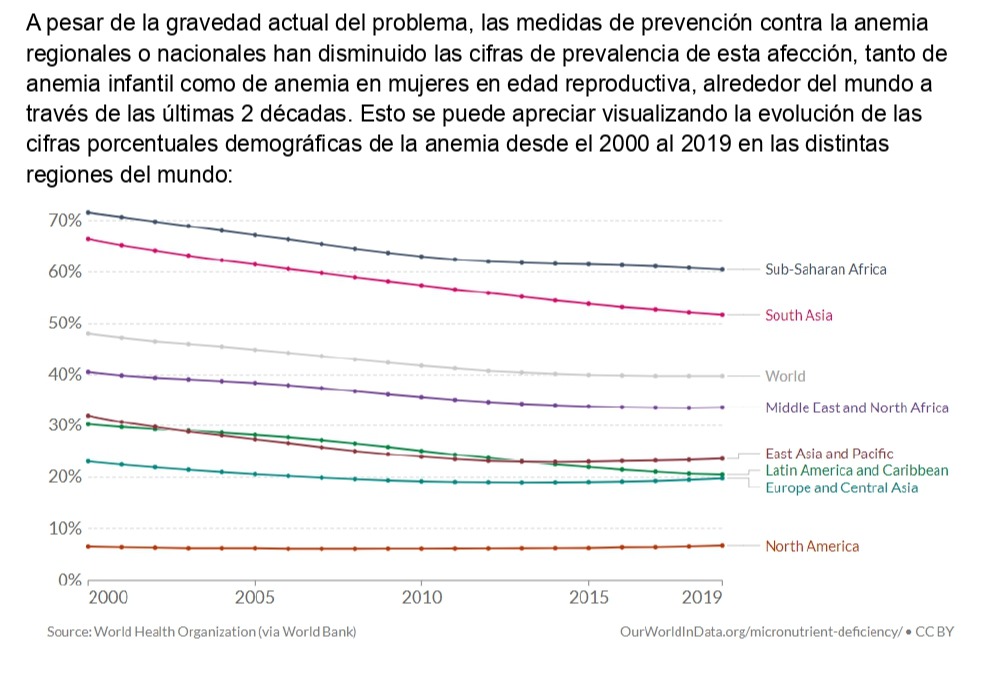 A pesar de la gravedad actual del problema, las medidas de prevención contra la anemia
regionales o nacionales han disminuido las cifras de prevalencia de esta afección, tanto de
anemia infantil como de anemia en mujeres en edad reproductiva, alrededor del mundo a
través de las últimas 2 décadas. Esto se puede apreciar visualizando la evolución de las
cifras porcentuales demográficas de la anemia desde el 2000 al 2019 en las distintas
regiones del mundo:
70%
60%
50%
40%
30%
20%
10%
0%
Sub-Saharan Africa
South Asia
World
Middle East and North Africa
East Asia and Pacific
Latin America and Caribbean
Europe and Central Asia
North America
2000 2005 2010 2015 2019
Source: World Health Organization (via World Bank)
OurWorldInData.org/micronutrient-deficiency/ • CC BY